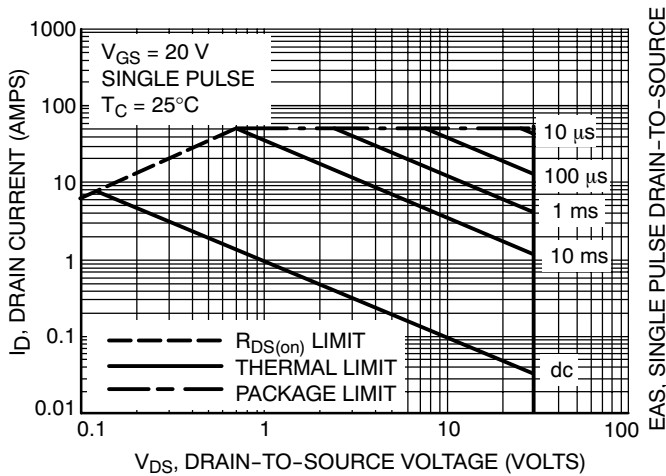 1000
100
10
1
0.1
0.01
I_D, DRAIN CURRENT (AMPS)
V_GS = 20 V
SINGLE PULSE
T_C = 25°C
10 μs
100 μs
1 ms
10 ms
dc
R_DS(on) LIMIT
THERMAL LIMIT
PACKAGE LIMIT
0.1
1
10
100
V_DS, DRAIN−TO−SOURCE VOLTAGE (VOLTS)
EAS, SINGLE PULSE DRAIN−TO−SOURCE